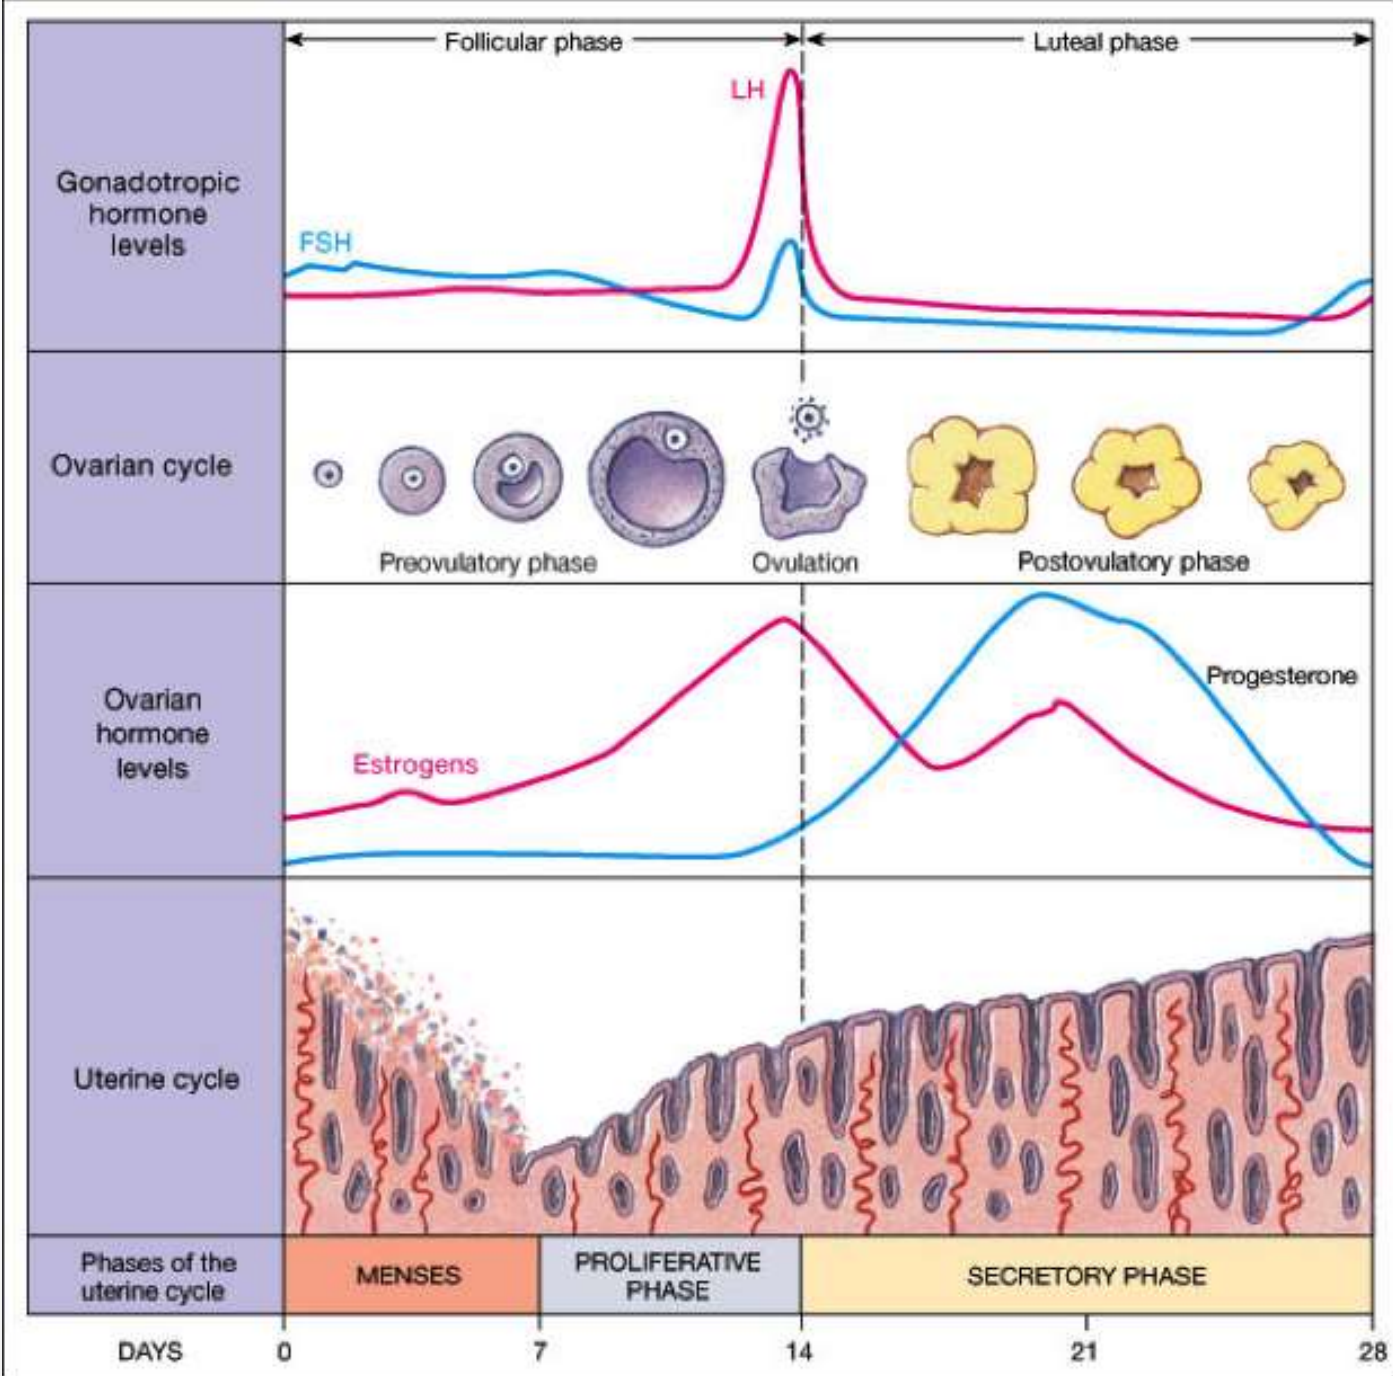 Follicular phase
Luteal phase
LH
Gonadotropic
hormone
levels
FSH
Ovarian cycle
Preovulatory phase
Ovulation
Postovulatory phase
Ovarian
hormone
levels
Progesterone
Estrogens
Uterine cycle
Phases of the
uterine cycle
MENSES
PROLIFERATIVE
PHASE
SECRETORY PHASE
DAYS
0
7
14
21
28